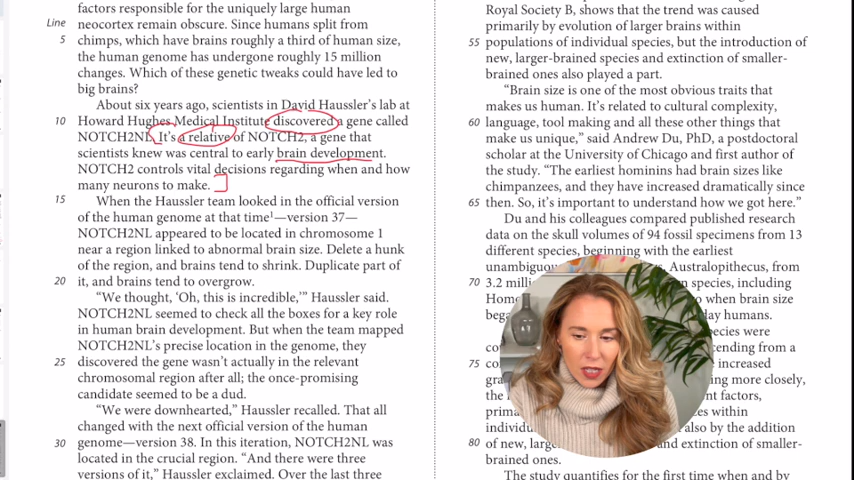 factors responsible for the uniquely large human
Line neocortex remain obscure. Since humans split from
5 chimps, which have brains roughly a third of human size,
the human genome has undergone roughly 15 million
changes. Which of these genetic tweaks could have led to
big brains?
About six years ago, scientists in David Haussler's lab at
10 Howard Hughes Medical Institute discovered a gene called
NOTCH2NL. It's a relative of NOTCH2, a gene that
scientists knew was central to early brain development.
NOTCH2 controls vital decisions regarding when and how
many neurons to make.
15 When the Haussler team looked in the official version
of the human genome at that time¹—version 37—
NOTCH2NL appeared to be located in chromosome 1
near a region linked to abnormal brain size. Delete a hunk
of the region, and brains tend to shrink. Duplicate part of
20 it, and brains tend to overgrow.
“We thought, ‘Oh, this is incredible,’” Haussler said.
NOTCH2NL seemed to check all the boxes for a key role
in human brain development. But when the team mapped
NOTCH2NL's precise location in the genome, they
25 discovered the gene wasn't actually in the relevant
chromosomal region after all; the once-promising
candidate seemed to be a dud.
“We were downhearted,” Haussler recalled. That all
changed with the next official version of the human
30 genome—version 38. In this iteration, NOTCH2NL was
located in the crucial region. “And there were three
versions of it,” Haussler exclaimed. Over the last three
Royal Society B, shows that the trend was caused
primarily by evolution of larger brains within
55 populations of individual species, but the introduction of
new, larger-brained species and extinction of smaller-
brained ones also played a part.
“Brain size is one of the most obvious traits that
makes us human. It's related to cultural complexity,
60 language, tool making and all these other things that
make us unique,” said Andrew Du, PhD, a postdoctoral
scholar at the University of Chicago and first author of
the study. “The earliest hominins had brain sizes like
chimpanzees, and they have increased dramatically since
65 then. So, it's important to understand how we got here.”
Du and his colleagues compared published research
data on the skull volumes of 94 fossil specimens from 13
different species, beginning with the earliest
Australopithecus, from
70 3.2 species, including
when brain size
humans.
species were
descending from a
75 increased
more closely,
the factors,
within
also by the addition
80 of new, and extinction of smaller-
brained ones.
The study quantifies for the first time when and by